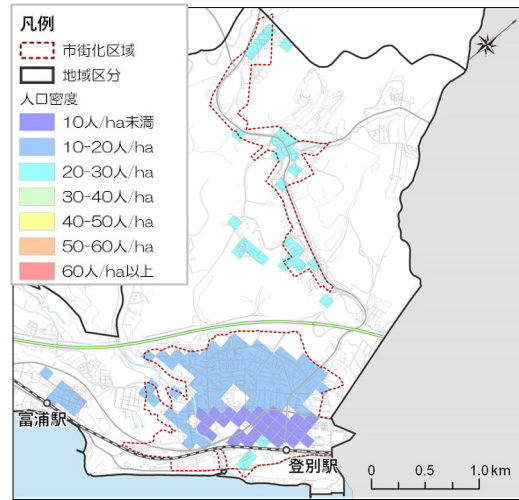 凡例
市街化区域
地域区分
人口密度
10人/ha未満
10-20人/ha
20-30人/ha
30-40人/ha
40-50人/ha
50-60人/ha
60人/ha以上
富浦駅
登別駅
0 0.5 1.0 km